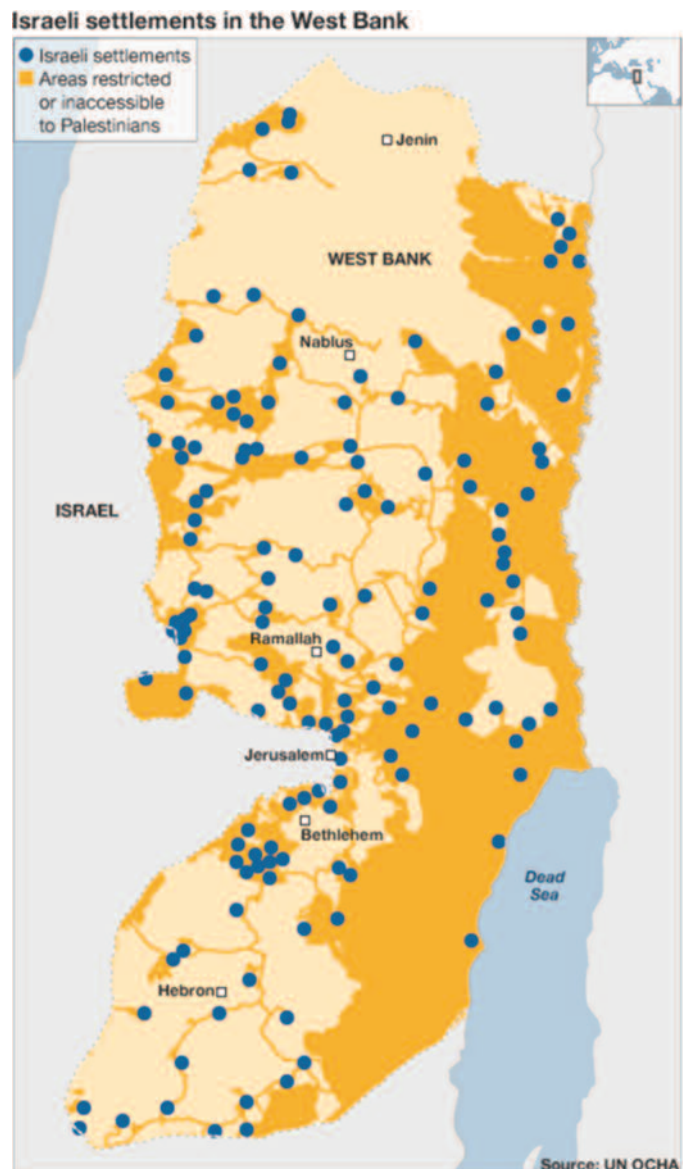 Israeli settlements in the West Bank
Israeli settlements
Areas restricted
or inaccessible
to Palestinians
Jenin
WEST BANK
Nablus
ISRAEL
Ramallah
Jerusalem
Bethlehem
Dead
Sea
Hebron
Source: UN OCHA